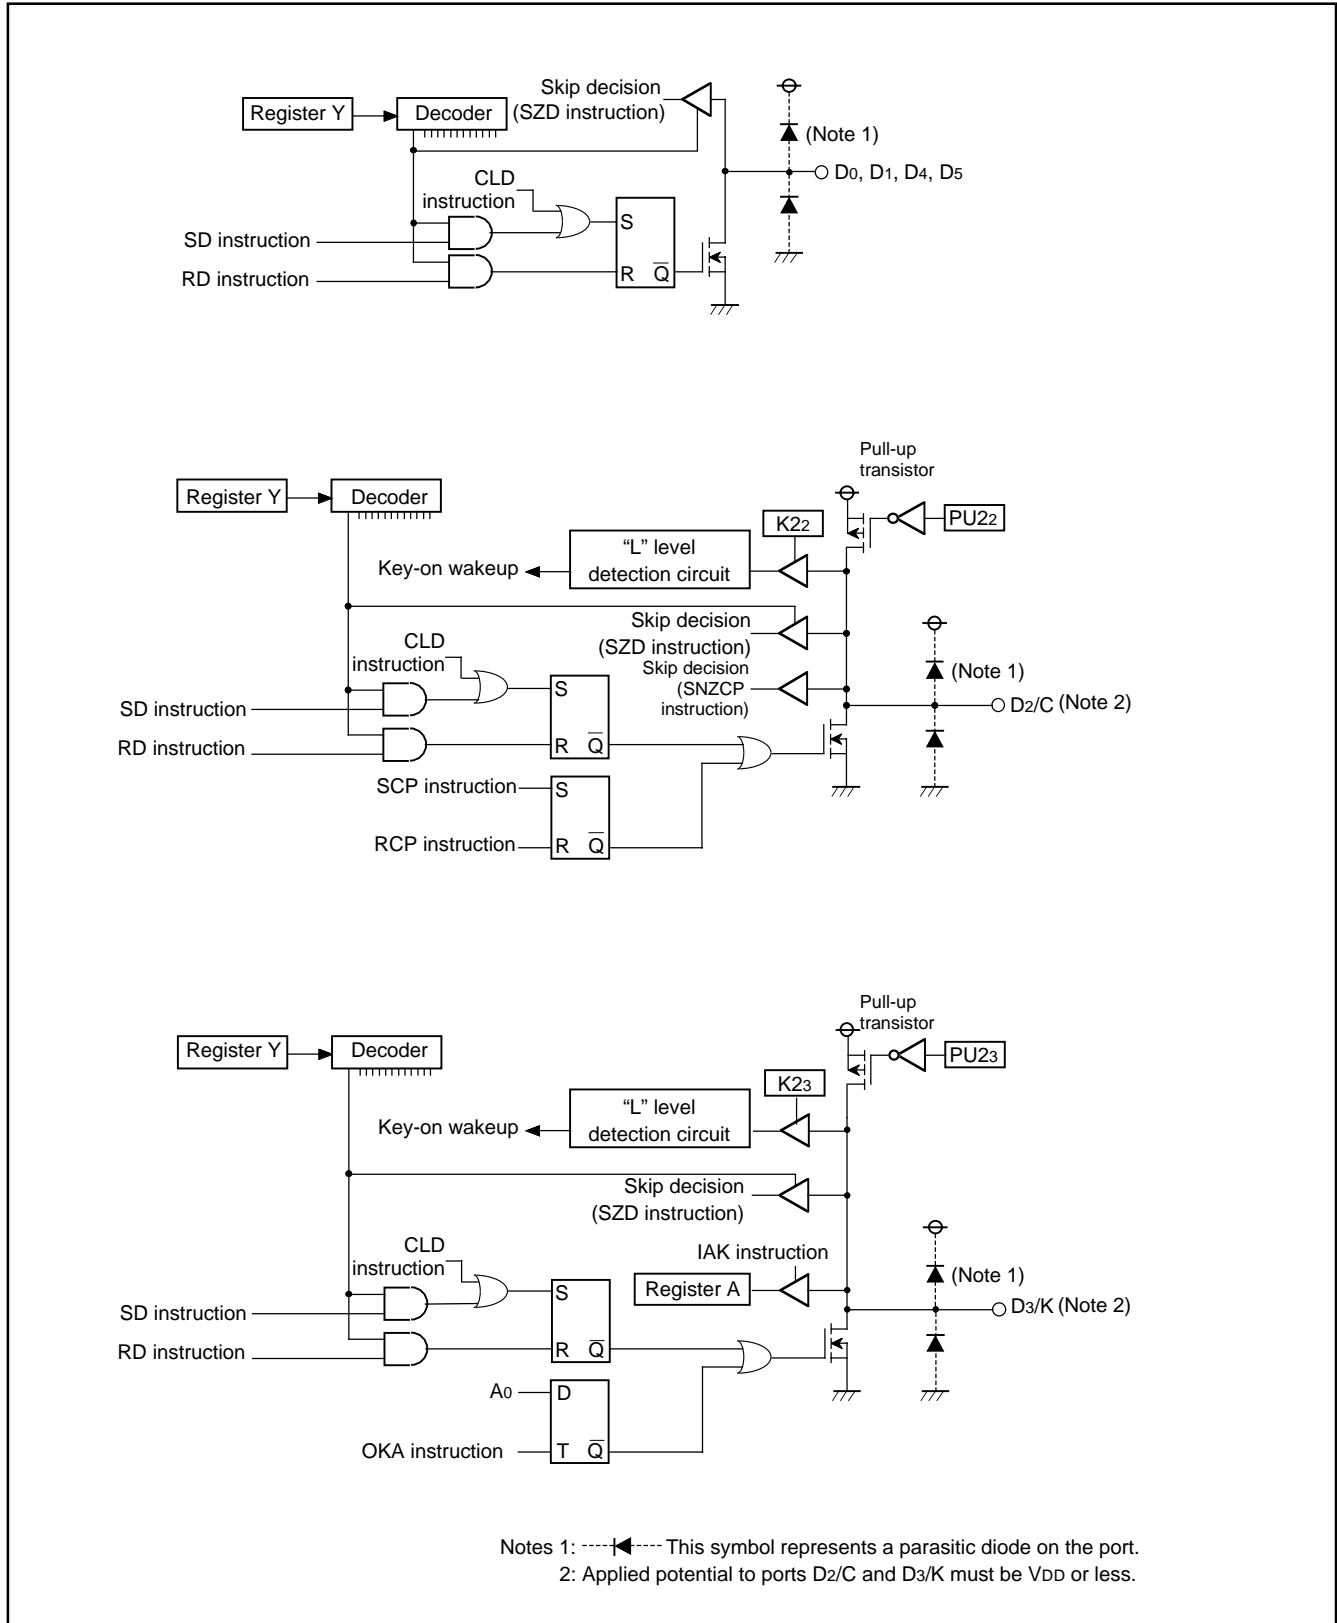 Skip decision
(SZD instruction)
Register Y
Decoder
(Note 1)
D0, D1, D4, D5
CLD
instruction
S
SD instruction
RD instruction
R Q
Pull-up
transistor
Register Y
Decoder
K22
PU22
“L” level
detection circuit
Key-on wakeup
Skip decision
(SZD instruction)
CLD
instruction
Skip decision
(SNZCP
instruction)
(Note 1)
S
SD instruction
D2/C (Note 2)
RD instruction
R Q
SCP instruction
S
RCP instruction
R Q
Pull-up
transistor
Register Y
Decoder
PU23
K23
“L” level
detection circuit
Key-on wakeup
Skip decision
(SZD instruction)
CLD
instruction
IAK instruction
Register A
(Note 1)
S
SD instruction
D3/K (Note 2)
RD instruction
R Q
A0
D
OKA instruction
T Q
Notes 1: This symbol represents a parasitic diode on the port.
2: Applied potential to ports D2/C and D3/K must be VDD or less.